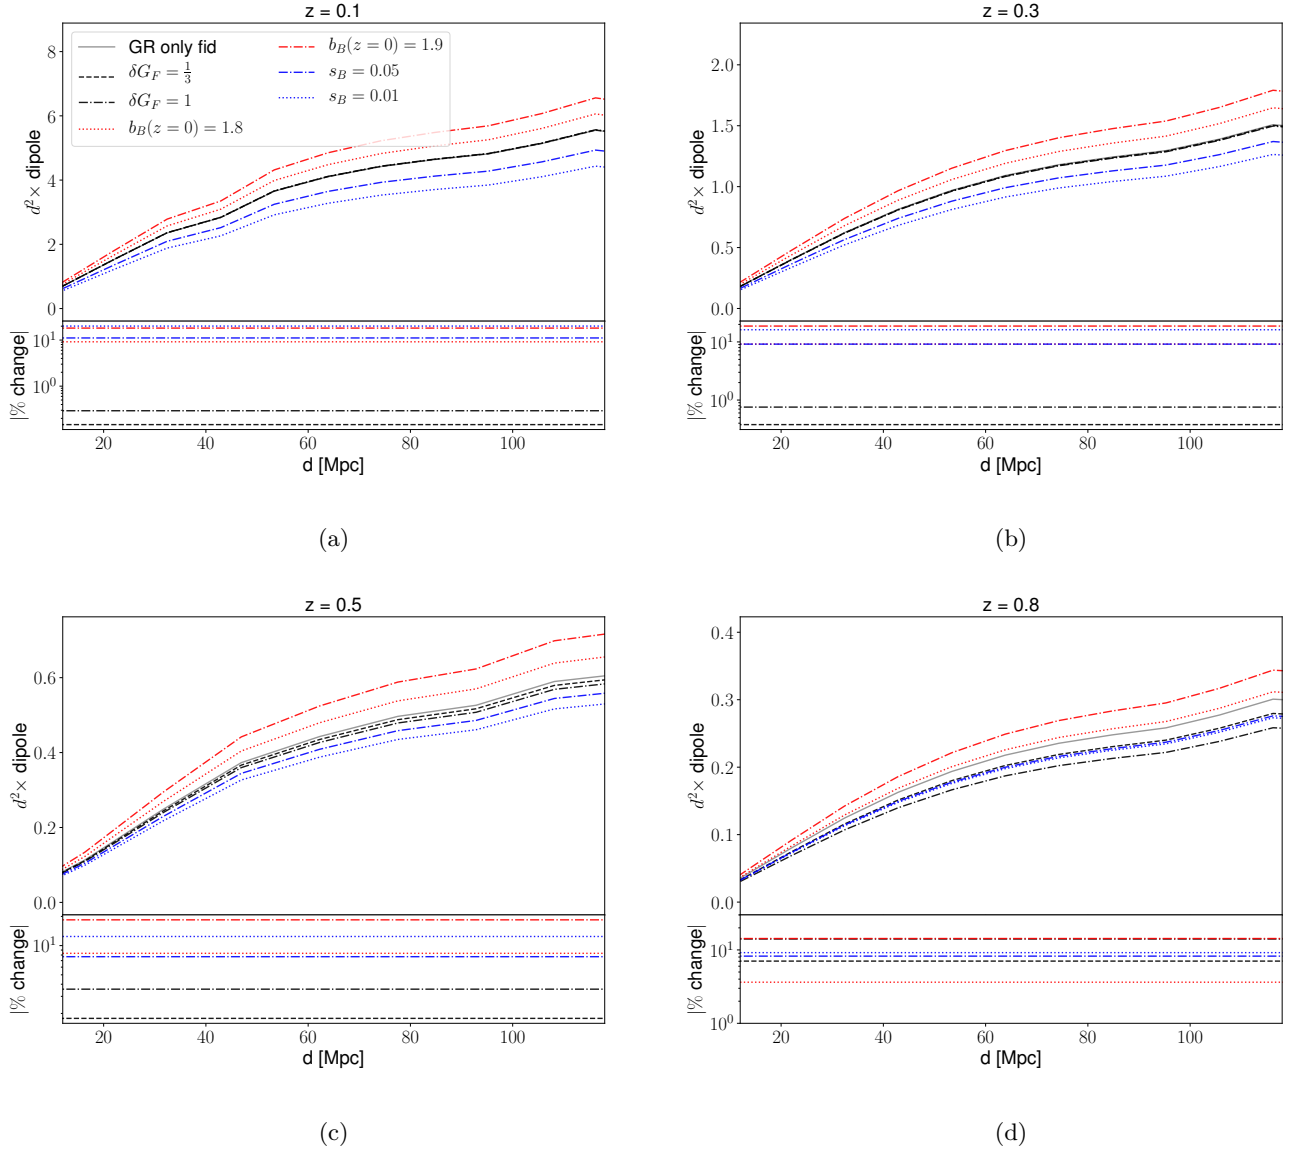 z = 0.1
8
6
4
2
0
d²× dipole
GR only fid
δG_F = 1/3
δG_F = 1
b_B(z = 0) = 1.8
b_B(z = 0) = 1.9
s_B = 0.05
s_B = 0.01
10¹
10⁰
|% change|
20 40 60 80 100
d [Mpc]
(a)
z = 0.3
2.0
1.5
1.0
0.5
0.0
d²× dipole
10¹
10⁰
|% change|
20 40 60 80 100
d [Mpc]
(b)
z = 0.5
0.6
0.4
0.2
0.0
d²× dipole
10¹
|% change|
20 40 60 80 100
d [Mpc]
(c)
z = 0.8
0.4
0.3
0.2
0.1
0.0
d²× dipole
10¹
10⁰
|% change|
20 40 60 80 100
d [Mpc]
(d)